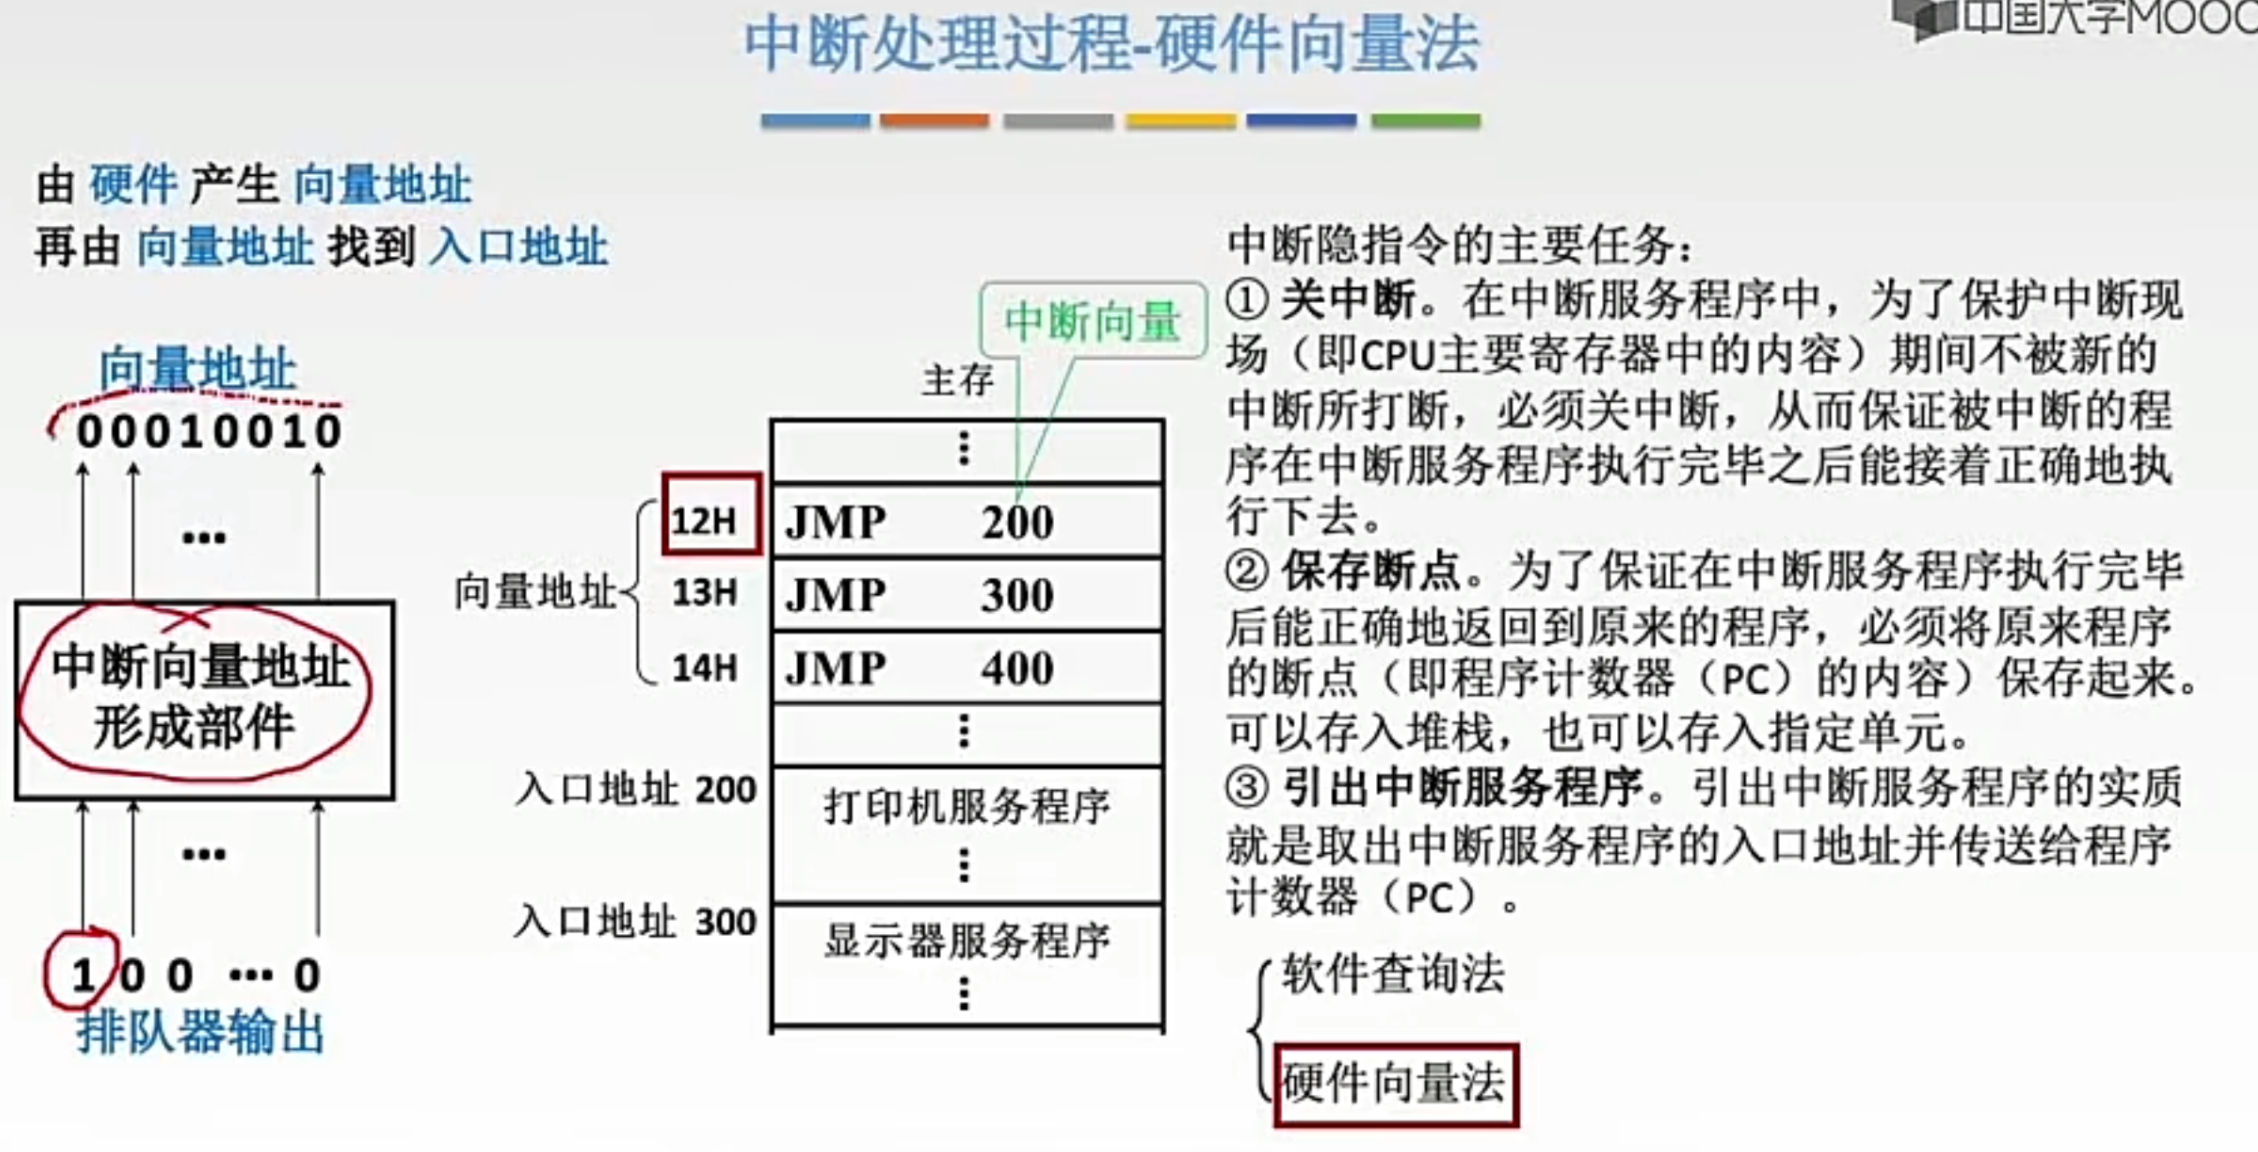 中国大学MOOC
中断处理过程-硬件向量法
由 硬件 产生 向量地址
再由 向量地址 找到 入口地址
向量地址
00010010
...
中断向量地址
形成部件
...
1 0 0 ... 0
排队器输出
中断向量
主存
向量地址
12H JMP 200
13H JMP 300
14H JMP 400
入口地址 200 打印机服务程序
入口地址 300 显示器服务程序
中断隐指令的主要任务：
① 关中断。在中断服务程序中，为了保护中断现
场（即CPU主要寄存器中的内容）期间不被新的
中断所打断，必须关中断，从而保证被中断的程
序在中断服务程序执行完毕之后能接着正确地执
行下去。
② 保存断点。为了保证在中断服务程序执行完毕
后能正确地返回到原来的程序，必须将原来程序
的断点（即程序计数器（PC）的内容）保存起来。
可以存入堆栈，也可以存入指定单元。
③ 引出中断服务程序。引出中断服务程序的实质
就是取出中断服务程序的入口地址并传送给程序
计数器（PC）。
软件查询法
硬件向量法